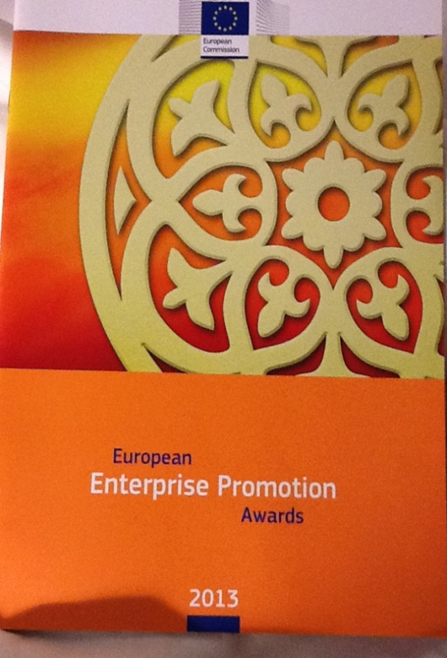 European
Commission
European
Enterprise Promotion
Awards
2013